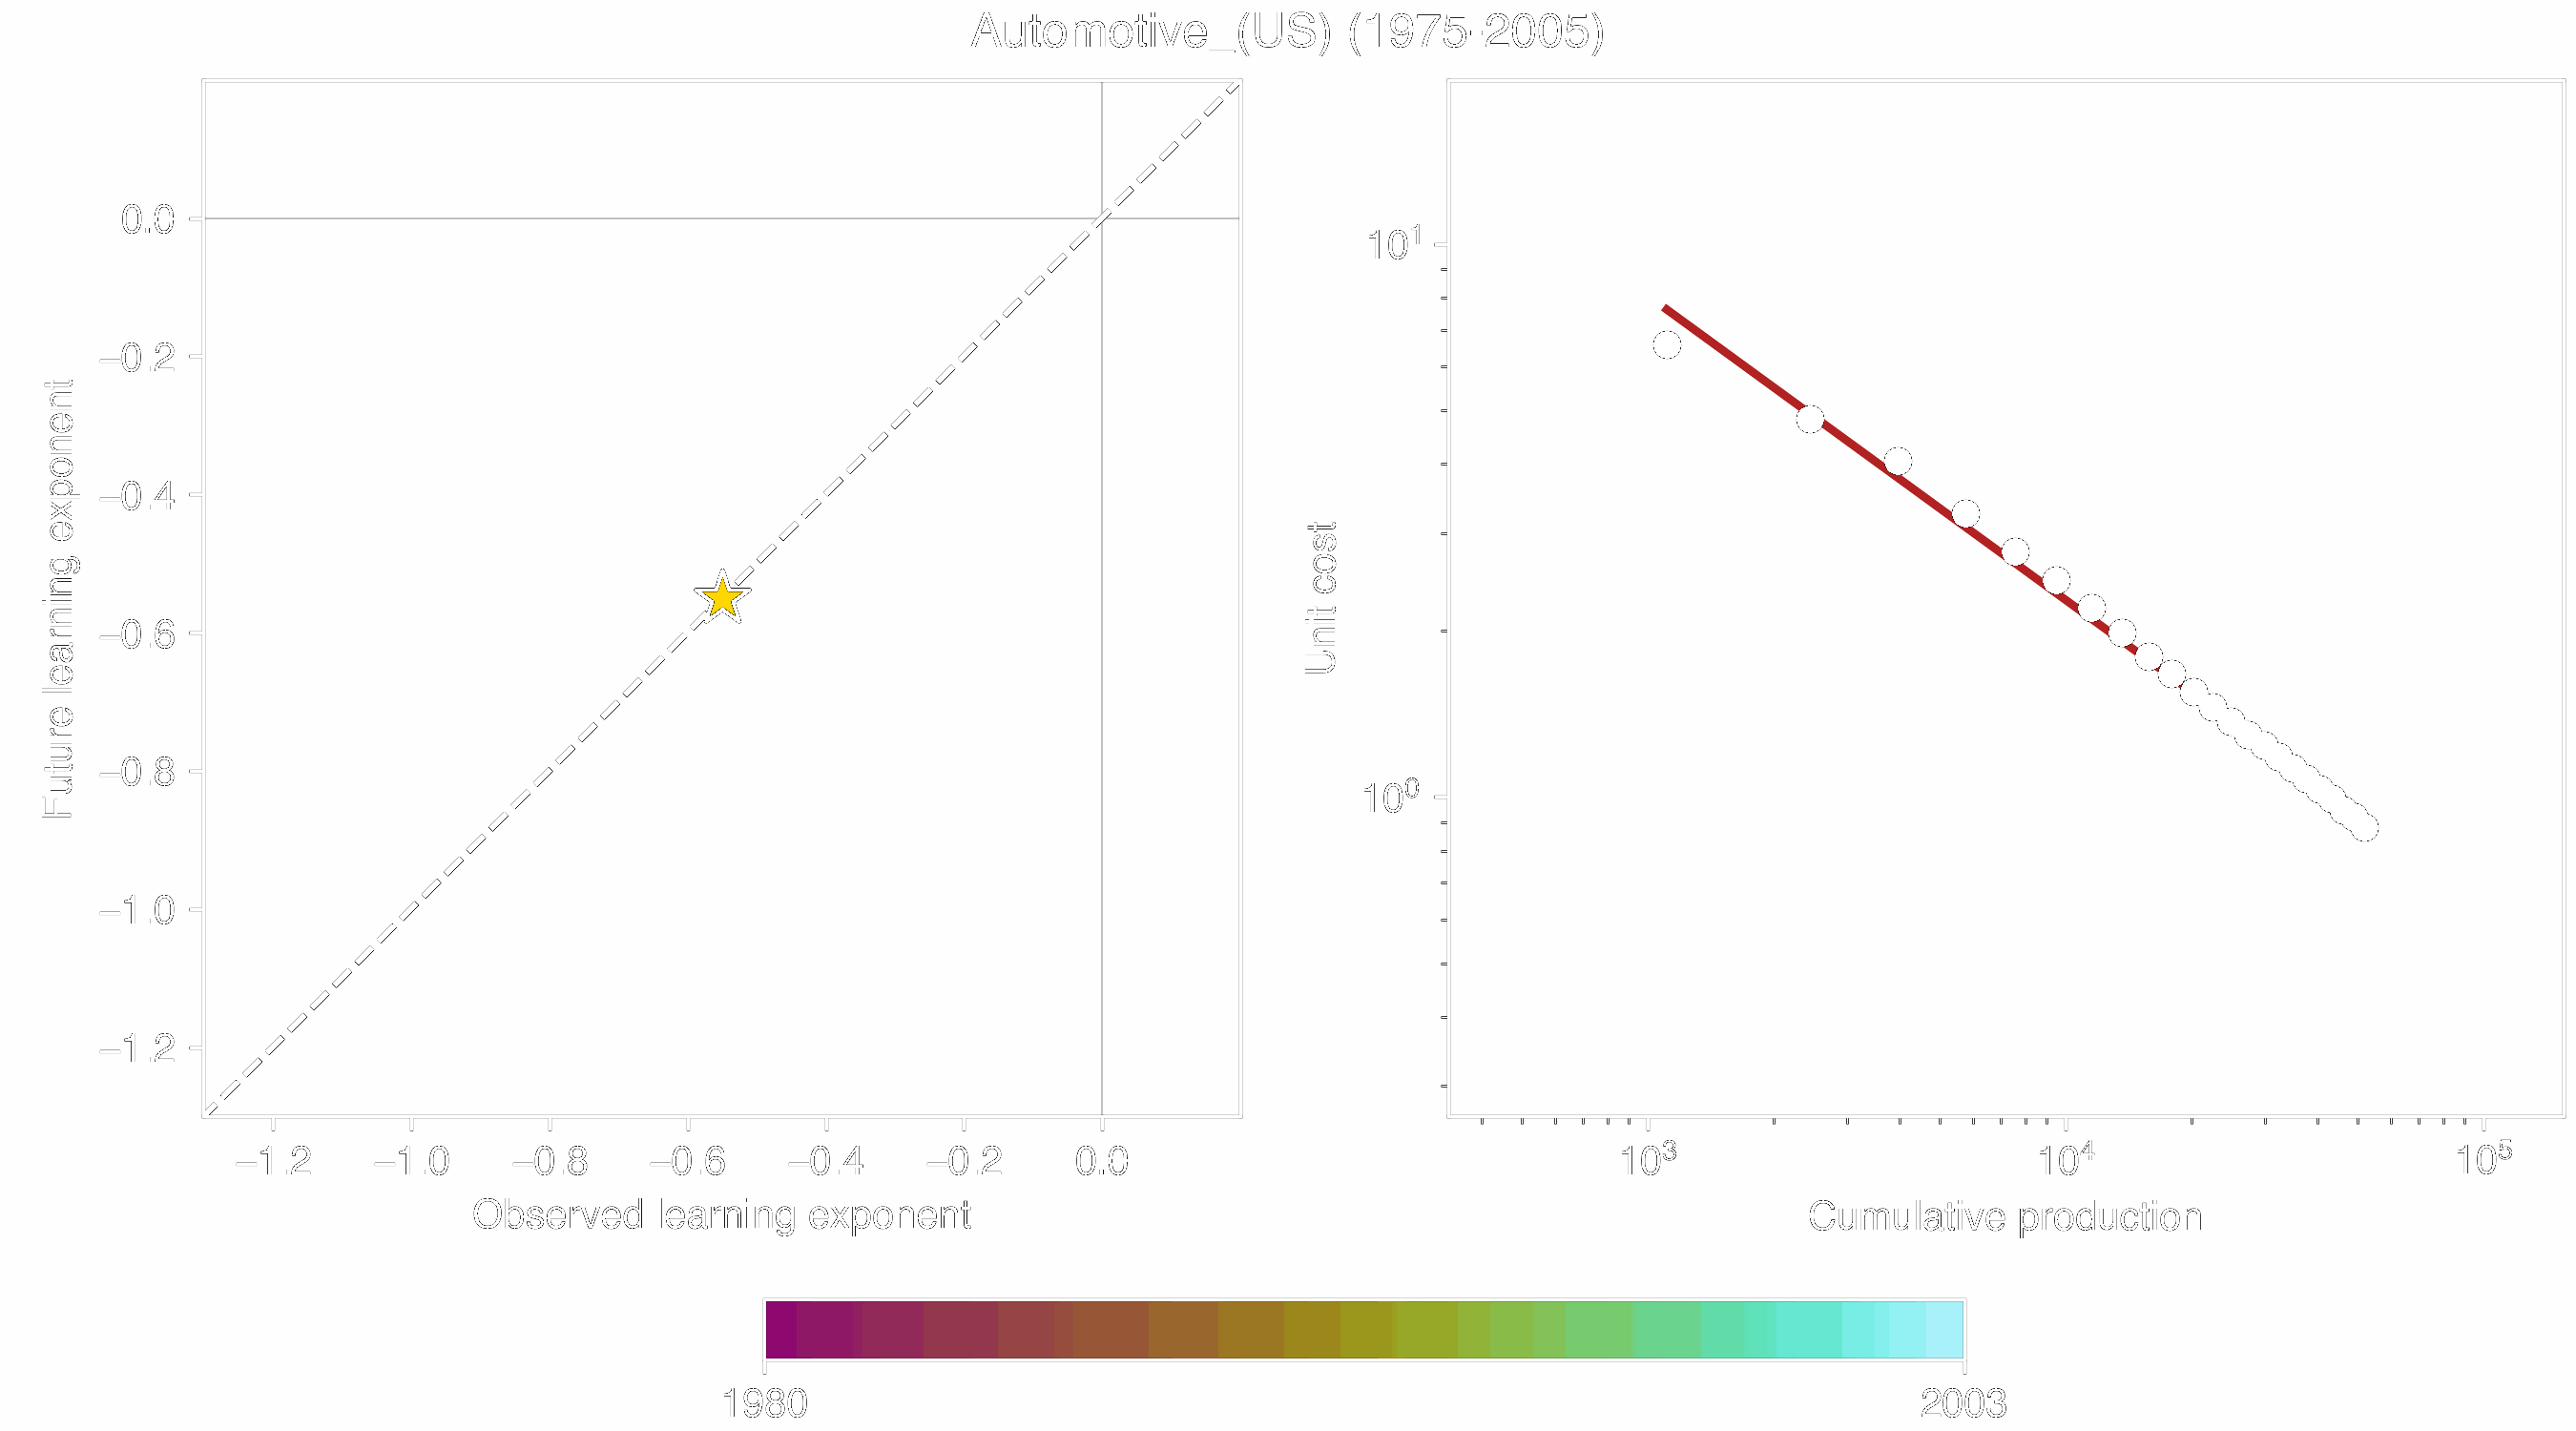 Automotive_(US) (1975-2005)
Future learning exponent
0.0
−0.2
−0.4
−0.6
−0.8
−1.0
−1.2
−1.2 −1.0 −0.8 −0.6 −0.4 −0.2 0.0
Observed learning exponent
Unit cost
10¹
10⁰
10³ 10⁴ 10⁵
Cumulative production
1980 2003